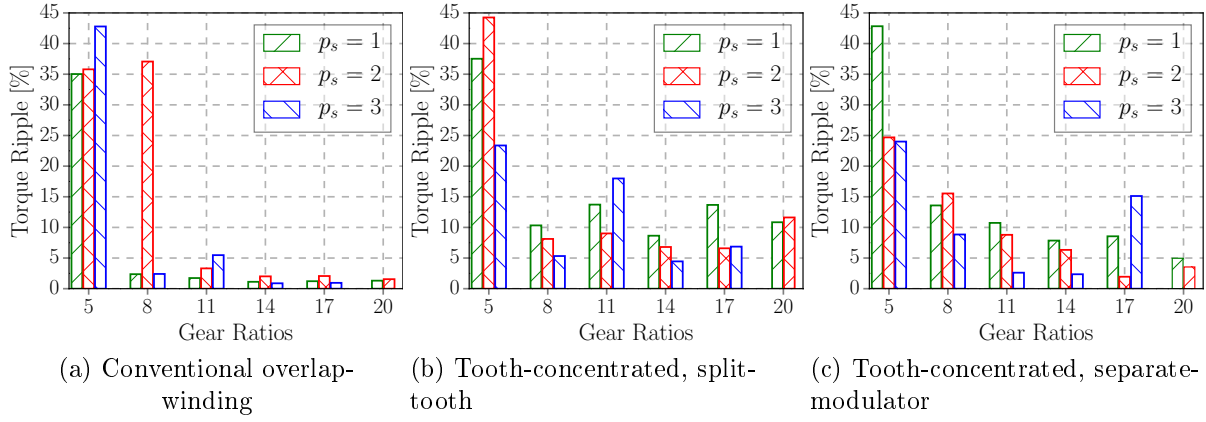 45
40
35
30
25
20
15
10
5
0
Torque Ripple [%]
p_s = 1
p_s = 2
p_s = 3
5 8 11 14 17 20
Gear Ratios
(a) Conventional overlap-
winding
45
40
35
30
25
20
15
10
5
0
Torque Ripple [%]
p_s = 1
p_s = 2
p_s = 3
5 8 11 14 17 20
Gear Ratios
(b) Tooth-concentrated, split-
tooth
45
40
35
30
25
20
15
10
5
0
Torque Ripple [%]
p_s = 1
p_s = 2
p_s = 3
5 8 11 14 17 20
Gear Ratios
(c) Tooth-concentrated, separate-
modulator